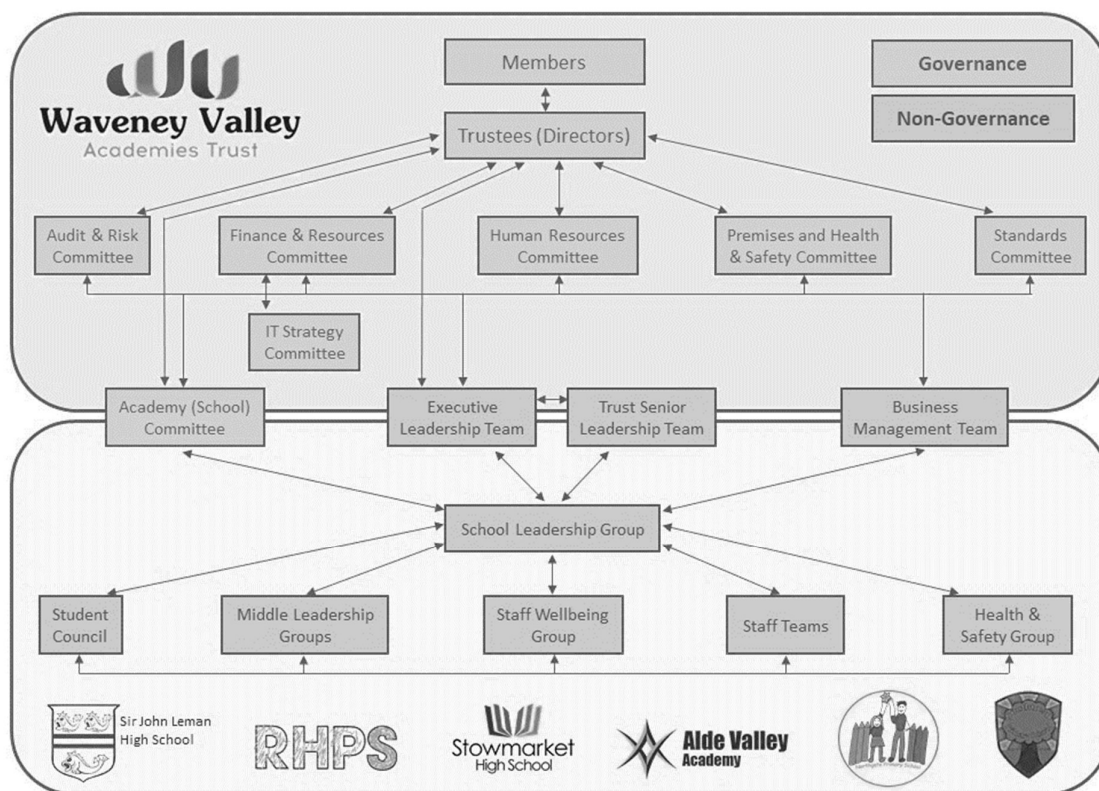 Waveney Valley
Academies Trust
Members
Governance
Non-Governance
Trustees (Directors)
Audit & Risk
Committee
Finance & Resources
Committee
Human Resources
Committee
Premises and Health
& Safety Committee
Standards
Committee
IT Strategy
Committee
Academy (School)
Committee
Executive
Leadership Team
Trust Senior
Leadership Team
Business
Management Team
School Leadership Group
Student
Council
Middle Leadership
Groups
Staff Wellbeing
Group
Staff Teams
Health &
Safety Group
Sir John Leman
High School
RHPS
Stowmarket
High School
Alde Valley
Academy